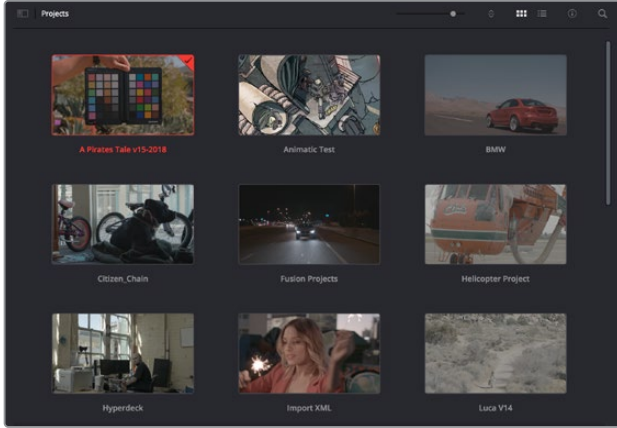 Projects
A Pirates Tale v15-2018
Animatic Test
BMW
Citizen_Chain
Fusion Projects
Helicopter Project
Hyperdeck
Import XML
Luca V14